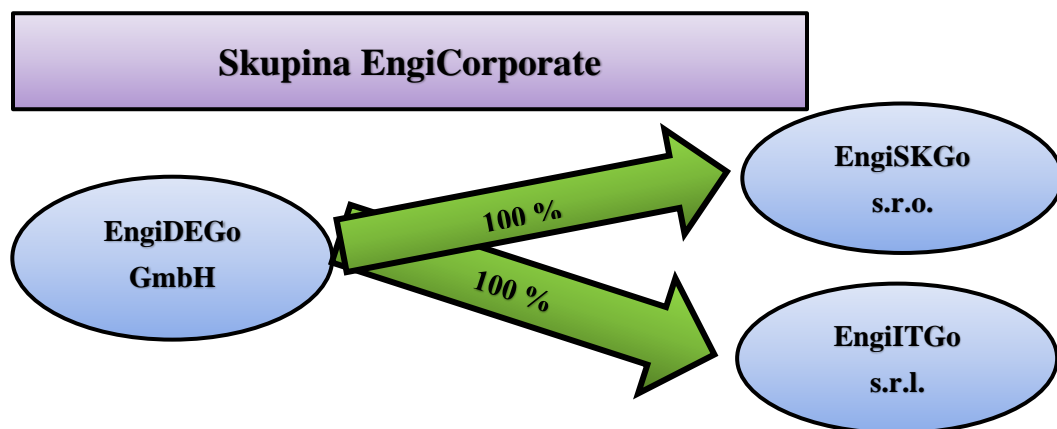 Skupina EngiCorporate
EngiSKGo
s.r.o.
100 %
EngiDEGo
GmbH
100 %
EngiITGo
s.r.l.